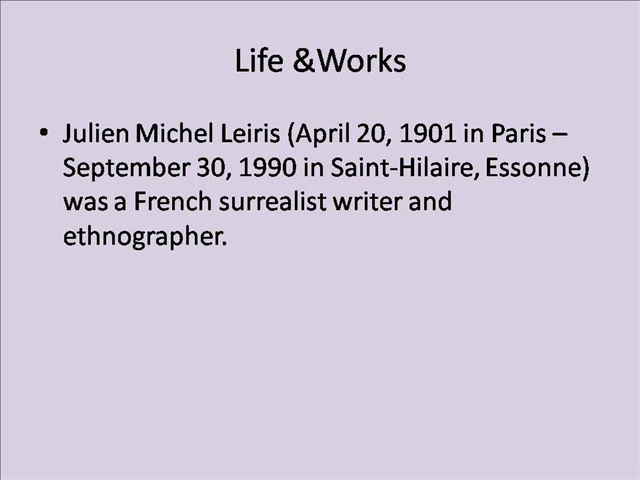 Life &Works
• Julien Michel Leiris (April 20, 1901 in Paris –
September 30, 1990 in Saint-Hilaire, Essonne)
was a French surrealist writer and
ethnographer.